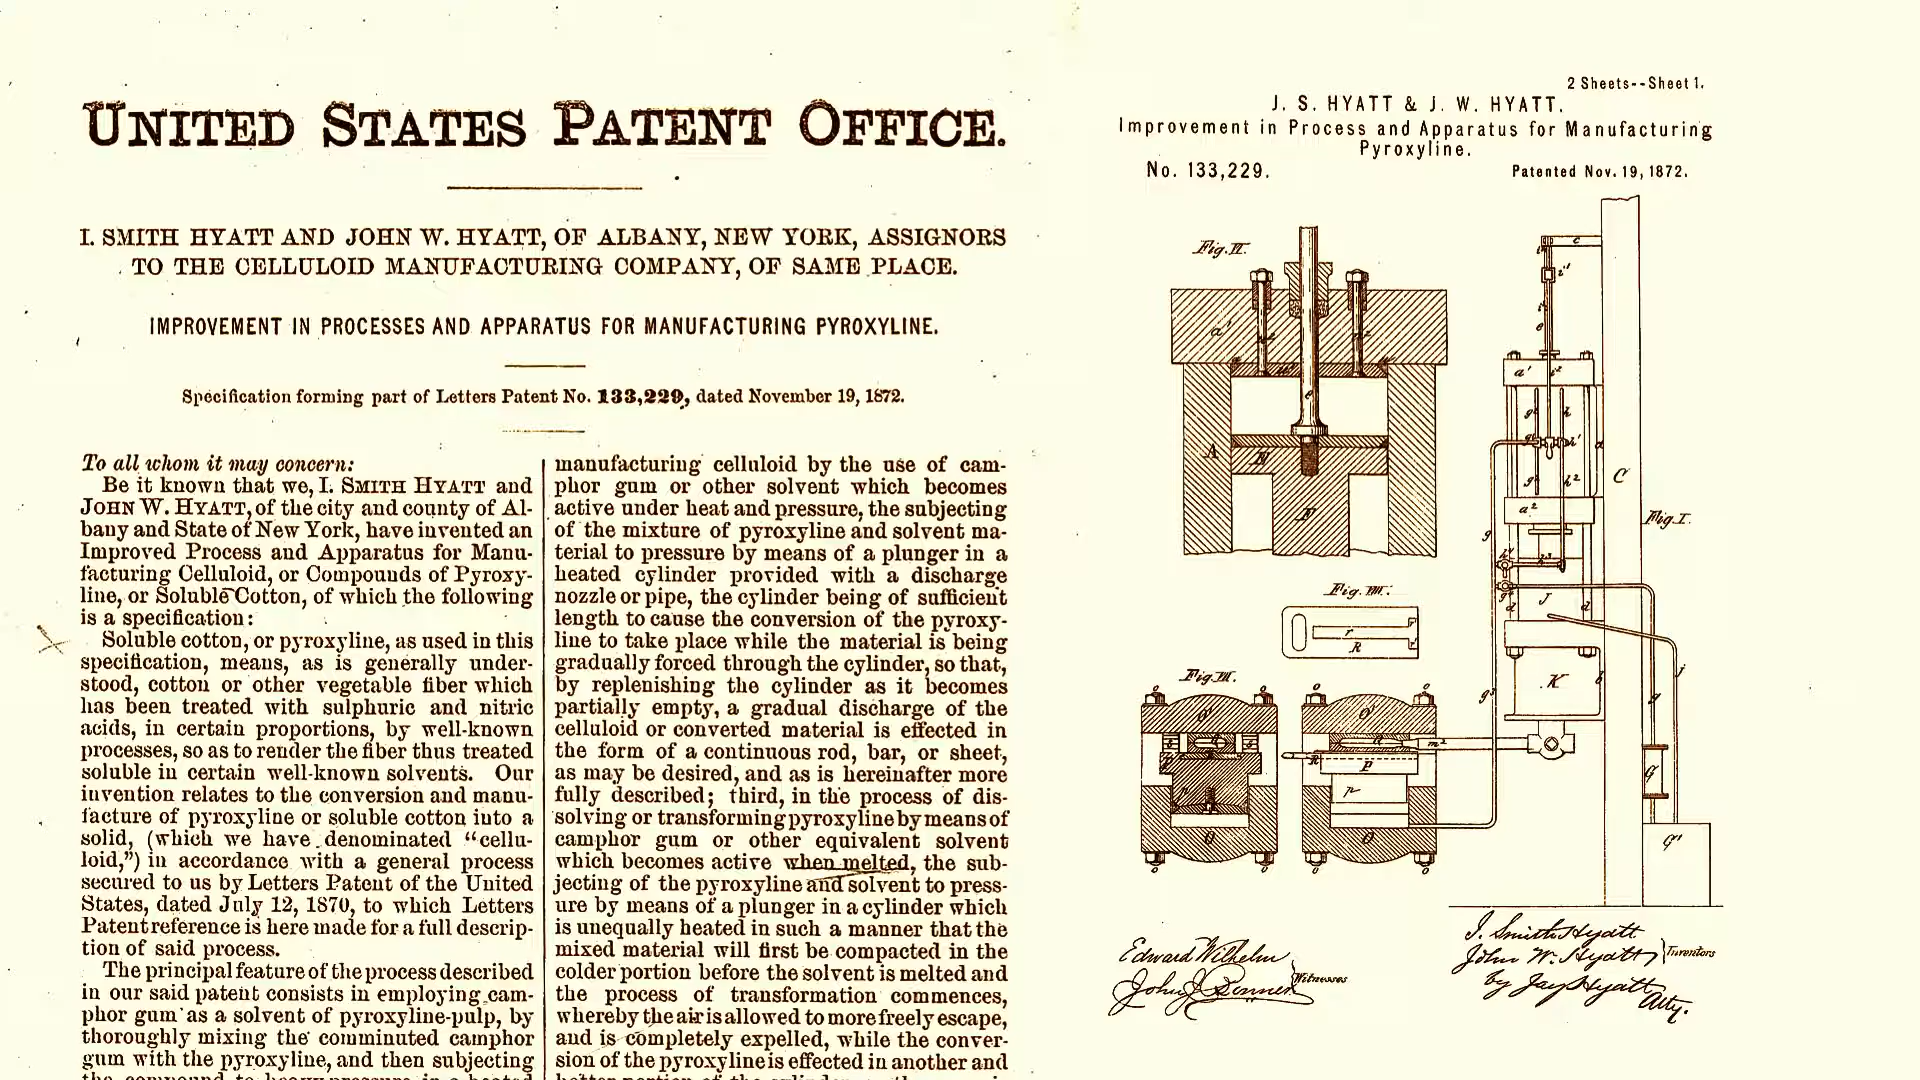 UNITED STATES PATENT OFFICE.
I. SMITH HYATT AND JOHN W. HYATT, OF ALBANY, NEW YORK, ASSIGNORS
TO THE CELLULOID MANUFACTURING COMPANY, OF SAME PLACE.
IMPROVEMENT IN PROCESSES AND APPARATUS FOR MANUFACTURING PYROXYLINE.
Specification forming part of Letters Patent No. 133,229, dated November 19, 1872.
To all whom it may concern:
Be it known that we, I. SMITH HYATT and
JOHN W. HYATT, of the city and county of Al-
bany and State of New York, have invented an
Improved Process and Apparatus for Manu-
facturing Celluloid, or Compounds of Pyroxy-
line, or Soluble Cotton, of which the following
is a specification:
Soluble cotton, or pyroxyline, as used in this
specification, means, as is generally under-
stood, cotton or other vegetable fiber which
has been treated with sulphuric and nitric
acids, in certain proportions, by well-known
processes, so as to render the fiber thus treated
soluble in certain well-known solvents. Our
invention relates to the conversion and manu-
facture of pyroxyline or soluble cotton into a
solid, (which we have denominated "cellu-
loid,") in accordance with a general process
secured to us by Letters Patent of the United
States, dated July 12, 1870, to which Letters
Patent reference is here made for a full descrip-
tion of said process.
The principal feature of the process described
in our said patent consists in employing cam-
phor gum as a solvent of pyroxyline-pulp, by
thoroughly mixing the comminuted camphor
gum with the pyroxyline, and then subjecting
manufacturing celluloid by the use of cam-
phor gum or other solvent which becomes
active under heat and pressure, the subjecting
of the mixture of pyroxyline and solvent ma-
terial to pressure by means of a plunger in a
heated cylinder provided with a discharge
nozzle or pipe, the cylinder being of sufficient
length to cause the conversion of the pyroxy-
line to take place while the material is being
gradually forced through the cylinder, so that,
by replenishing the cylinder as it becomes
partially empty, a gradual discharge of the
celluloid or converted material is effected in
the form of a continuous rod, bar, or sheet,
as may be desired, and as is hereinafter more
fully described; third, in the process of dis-
solving or transforming pyroxyline by means of
camphor gum or other equivalent solvent
which becomes active when melted, the sub-
jecting of the pyroxyline and solvent to press-
ure by means of a plunger in a cylinder which
is unequally heated in such a manner that the
mixed material will first be compacted in the
colder portion before the solvent is melted and
the process of transformation commences,
whereby the air is allowed to more freely escape,
and is completely expelled, while the conver-
sion of the pyroxyline is effected in another and
2 Sheets--Sheet 1.
J. S. HYATT & J. W. HYATT.
Improvement in Process and Apparatus for Manufacturing
Pyroxyline.
No. 133,229.
Patented Nov. 19, 1872.
Fig. II.
a'
e
A
F
C
Fig. I.
c
a'
a²
g
J
d
d
K
b
j
G
G'
Fig. IIII.
r
R
Fig. III.
O'
O'
P
p
O
O
Edward Wilhelm
John J. Bonner
Witnesses
I. Smith Hyatt
John W. Hyatt
Inventors
by Jay Hyatt
Atty.